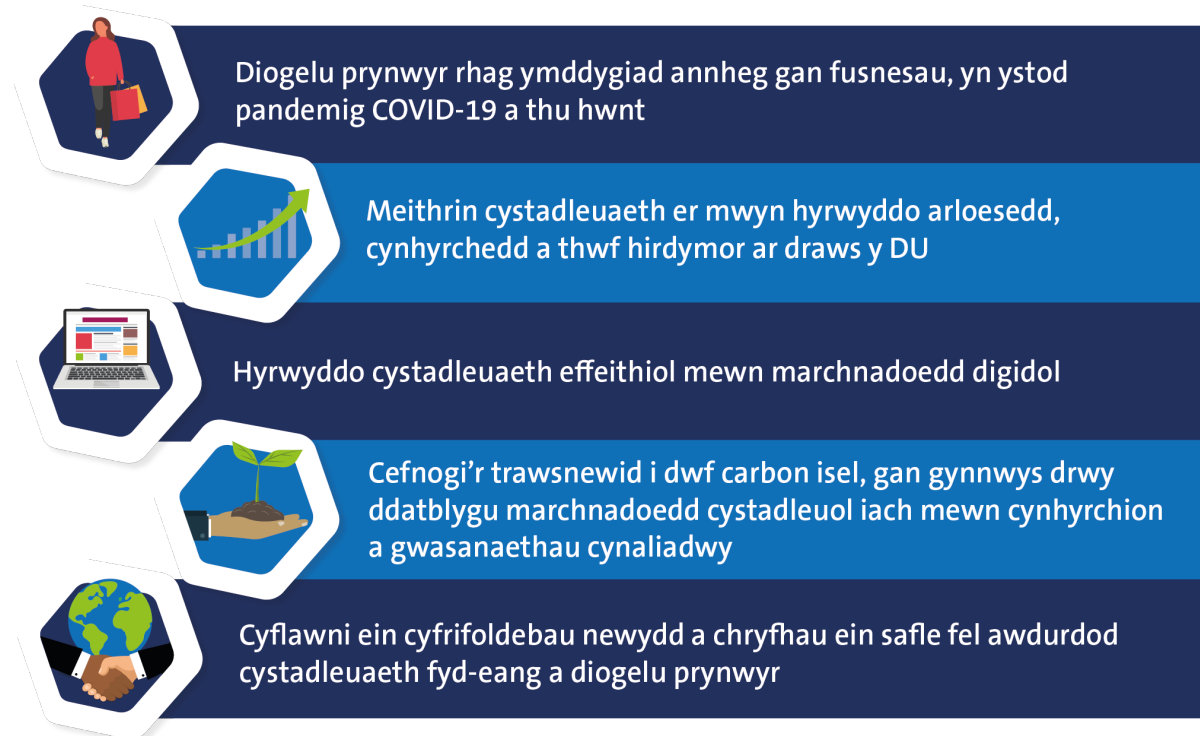 Diogelu prynwyr rhag ymddygiad annheg gan fusnesau, yn ystod
pandemig COVID-19 a thu hwnt
Meithrin cystadleuaeth er mwyn hyrwyddo arloesedd,
cynhyrchedd a thwf hirdymor ar draws y DU
Hyrwyddo cystadleuaeth effeithiol mewn marchnadoedd digidol
Cefnogi’r trawsnewid i dwf carbon isel, gan gynnwys drwy
ddatblygu marchnadoedd cystadleuol iach mewn cynhyrchion
a gwasanaethau cynaliadwy
Cyflawni ein cyfrifoldebau newydd a chryfhau ein safle fel awdurdod
cystadleuaeth fyd-eang a diogelu prynwyr